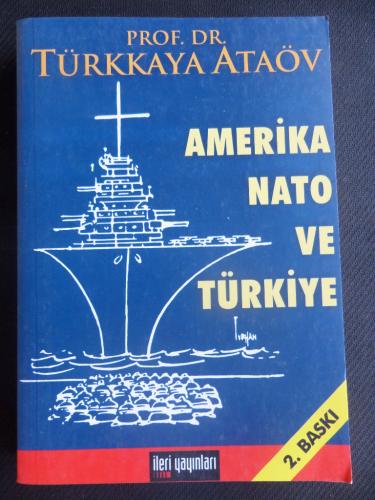 PROF. DR.
TÜRKKAYA ATAÖV
AMERİKA
NATO
VE
TÜRKİYE
2. BASKI
ileri yayınları